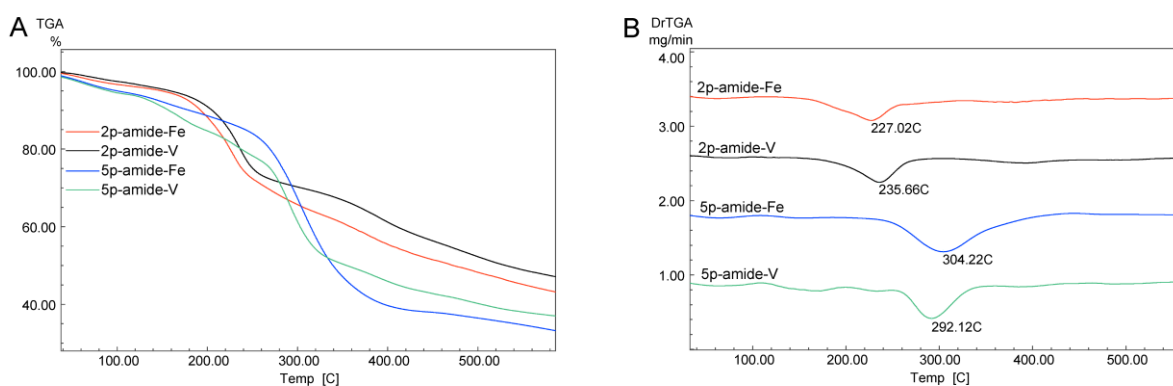 A
TGA
%
100.00
80.00
60.00
40.00
2p-amide-Fe
2p-amide-V
5p-amide-Fe
5p-amide-V
100.00 200.00 300.00 400.00 500.00
Temp [C]
B
DrTGA
mg/min
4.00
3.00
2.00
1.00
2p-amide-Fe
227.02C
2p-amide-V
235.66C
5p-amide-Fe
304.22C
5p-amide-V
292.12C
100.00 200.00 300.00 400.00 500.00
Temp [C]